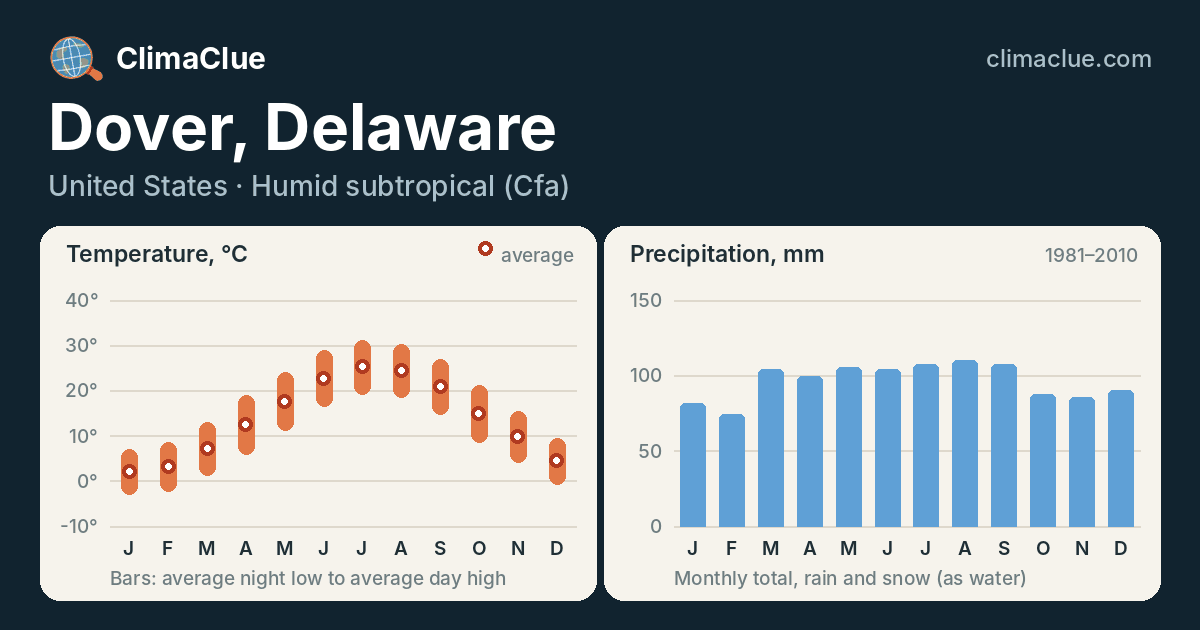 ClimaClue
climaclue.com
Dover, Delaware
United States · Humid subtropical (Cfa)
Temperature, °C
average
40°
30°
20°
10°
0°
-10°
J F M A M J J A S O N D
Bars: average night low to average day high
Precipitation, mm
1981–2010
150
100
50
0
J F M A M J J A S O N D
Monthly total, rain and snow (as water)